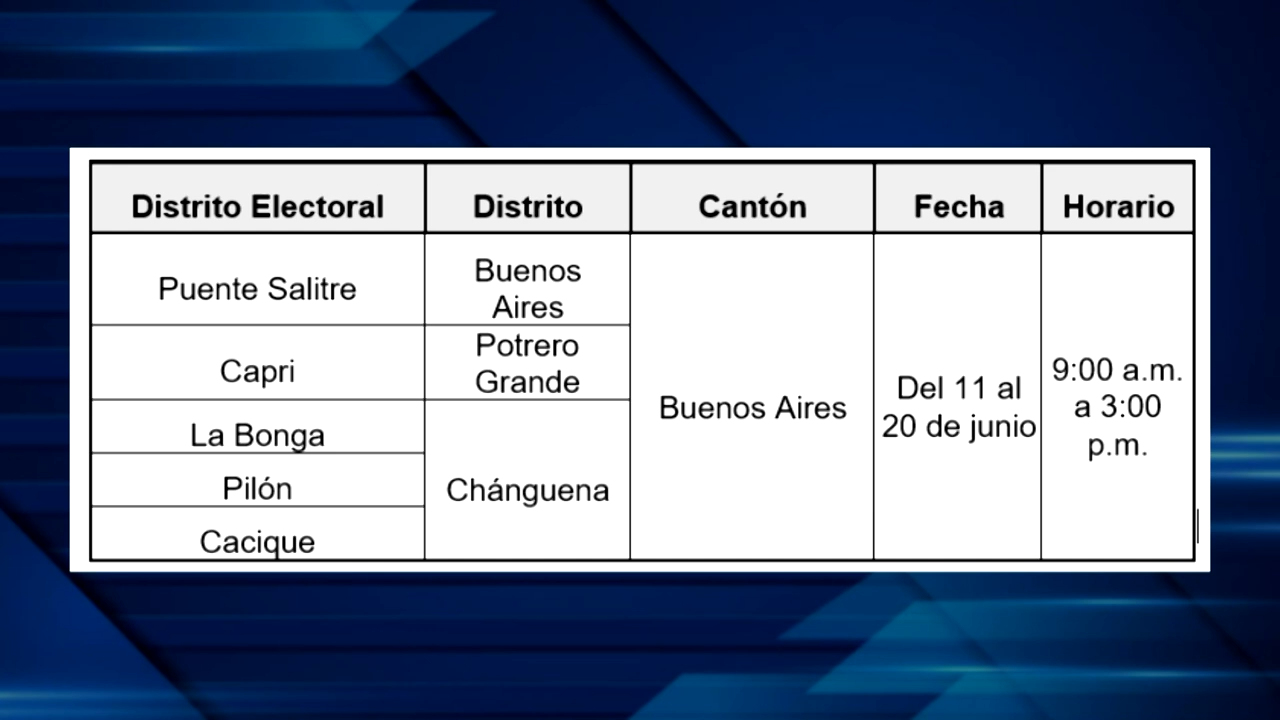 Distrito Electoral Distrito Cantón Fecha Horario
Puente Salitre
Buenos
Aires
Capri
Potrero
Grande
La Bonga
Pilón
Cacique
Chánguena
Buenos Aires
Del 11 al
20 de junio
9:00 a.m.
a 3:00
p.m.